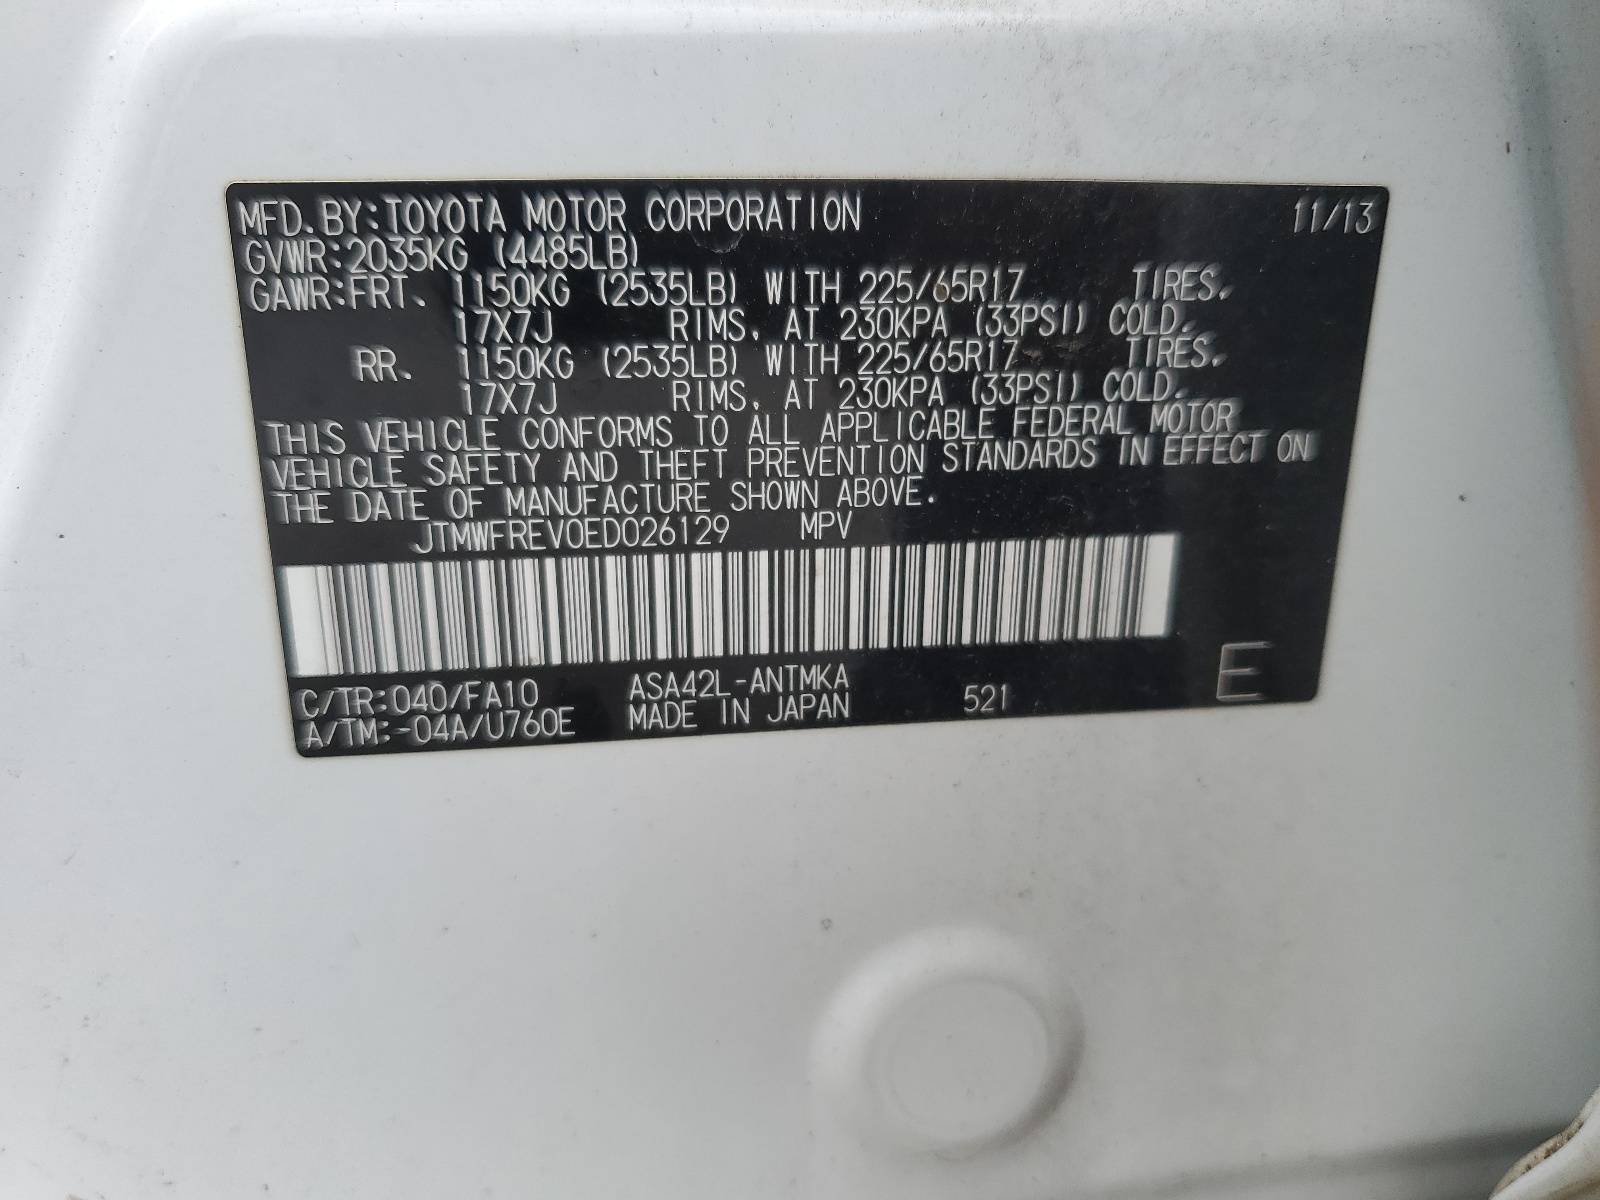 MFD. BY: TOYOTA MOTOR CORPORATION 11/13
GVWR: 2035KG (4485LB)
GAWR: FRT. 1150KG (2535LB) WITH 225/65R17 TIRES.
17X7J RIMS, AT 230KPA (33PSI) COLD.
RR. 1150KG (2535LB) WITH 225/65R17 TIRES.
17X7J RIMS, AT 230KPA (33PSI) COLD.
THIS VEHICLE CONFORMS TO ALL APPLICABLE FEDERAL MOTOR
VEHICLE SAFETY AND THEFT PREVENTION STANDARDS IN EFFECT ON
THE DATE OF MANUFACTURE SHOWN ABOVE.
JTMWFREV0ED026129 MPV
C/TR: 040/FA10 ASA42L-ANTMKA
A/TM: -04A/U760E MADE IN JAPAN 521 E